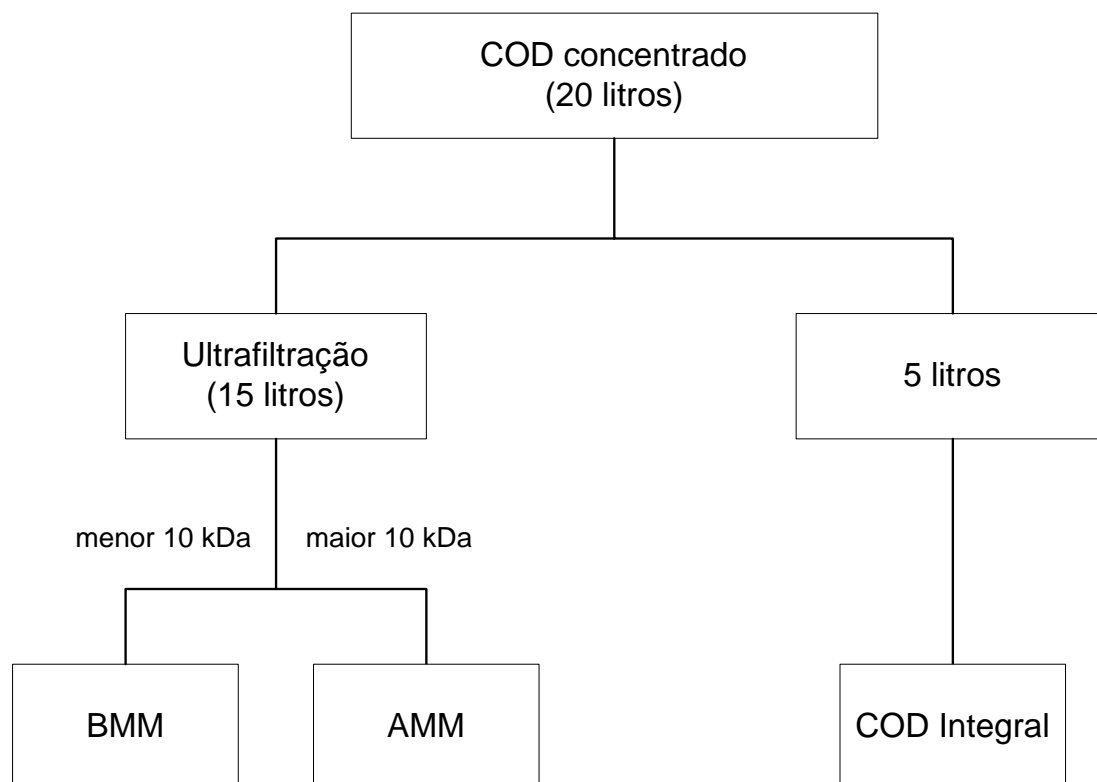 COD concentrado
(20 litros)
Ultrafiltração
(15 litros)
5 litros
menor 10 kDa
maior 10 kDa
BMM
AMM
COD Integral